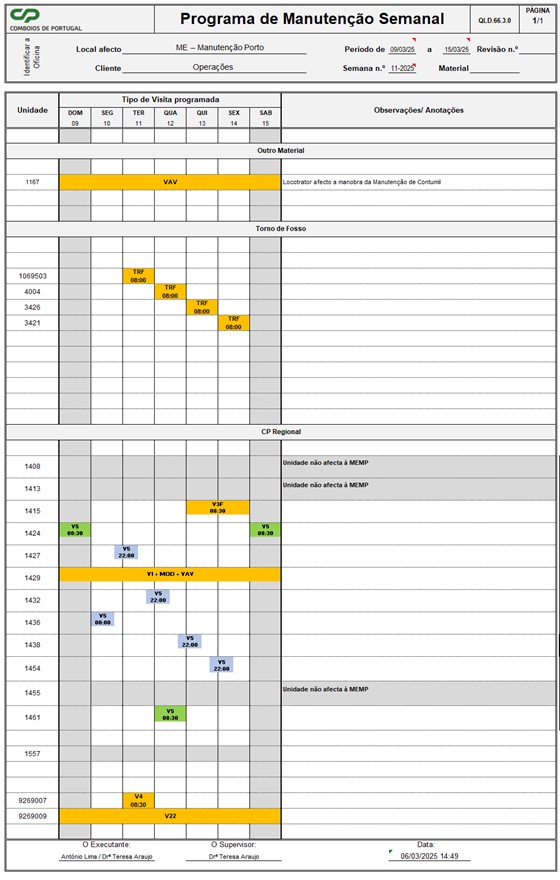 CP
COMBOIOS DE PORTUGAL
Programa de Manutenção Semanal
QLD.66.3.0
PÁGINA
1/1
Identificar a Oficina
Local afecto ME – Manutenção Porto
Periodo de 09/03/25 a 15/03/25 Revisão n.º
Cliente Operações
Semana n.º 11-2025 Material
Unidade
Tipo de Visita programada
Observações/ Anotações
DOM SEG TER QUA QUI SEX SAB
09 10 11 12 13 14 15
Outro Material
1167 VAV Locotrator afecto a manobra da Manutenção de Contumil
Torno de Fosso
1069503 TRF 08:00
4004 TRF 08:00
3426 TRF 08:00
3421 TRF 08:00
CP Regional
1408 Unidade não afecta à MEMP
1413 Unidade não afecta à MEMP
1415 V3F 08:30
1424 V5 08:30 V5 08:30
1427 V5 22:00
1429 VI + MOD + VAV
1432 V5 22:00
1436 V5 00:00
1438 V5 22:00
1454 V5 22:00
1455 Unidade não afecta à MEMP
1461 V5 08:30
1557
9269007 V4 08:30
9269009 V22
O Executante: O Supervisor: Data:
António Lima / Drª Teresa Araujo Drª Teresa Araujo 06/03/2025 14:49